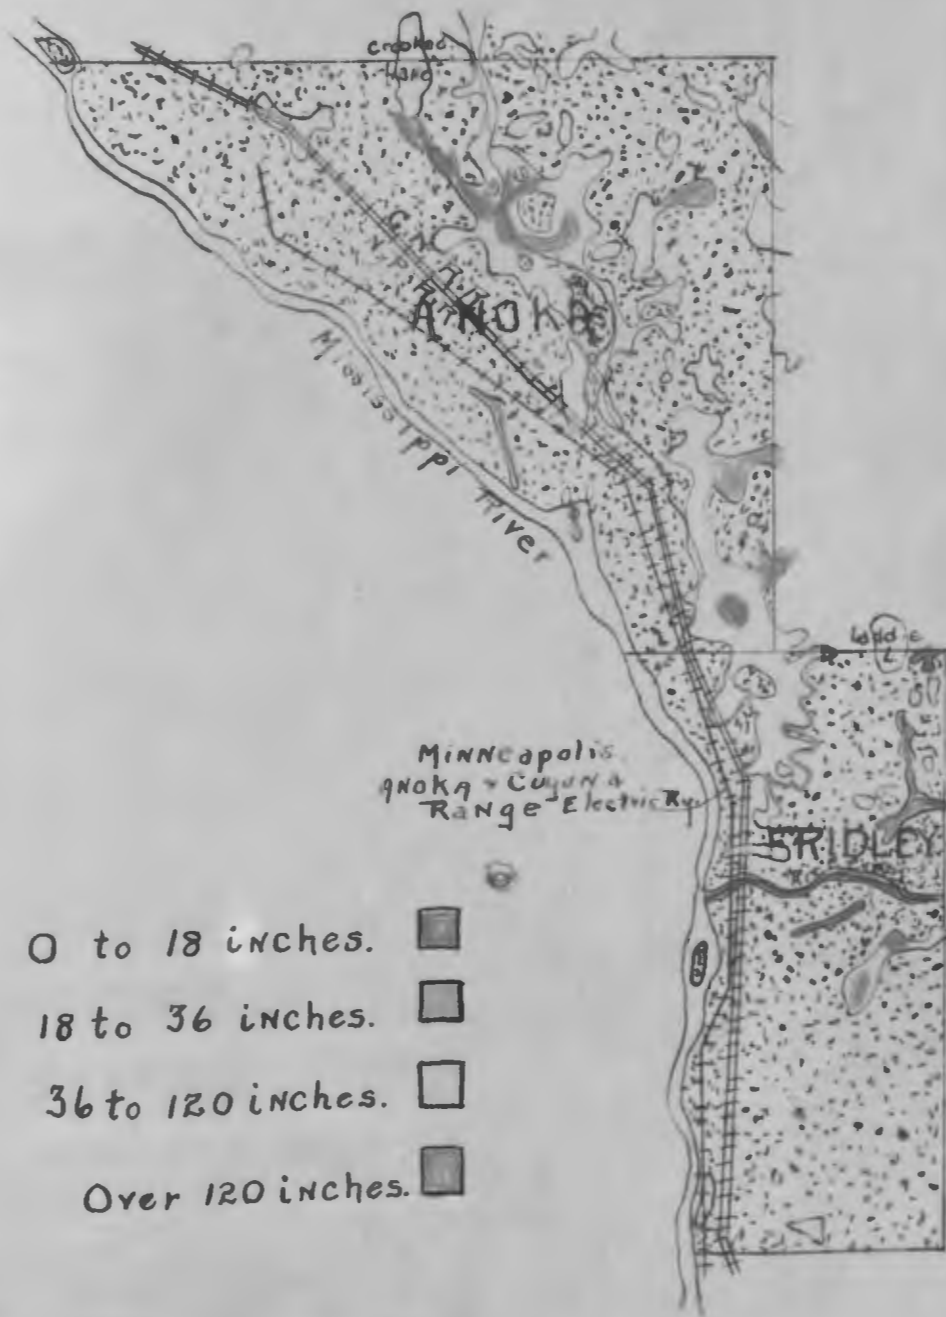 Crooked
G.N. R.R.
N.P. R.R.
ANOKA
Mississippi River
Ladd
L
Minneapolis
ANOKA & Cuyuna
Range Electric Ry.
FRIDLEY
0 to 18 inches.
18 to 36 inches.
36 to 120 inches.
Over 120 inches.